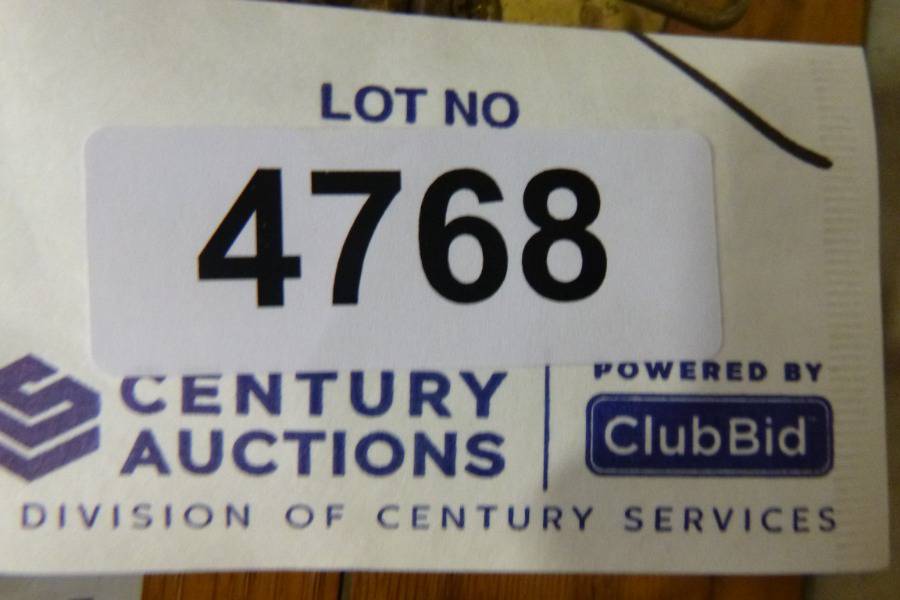 LOT NO
4768
CENTURY
AUCTIONS
POWERED BY
ClubBid
DIVISION OF CENTURY SERVICES